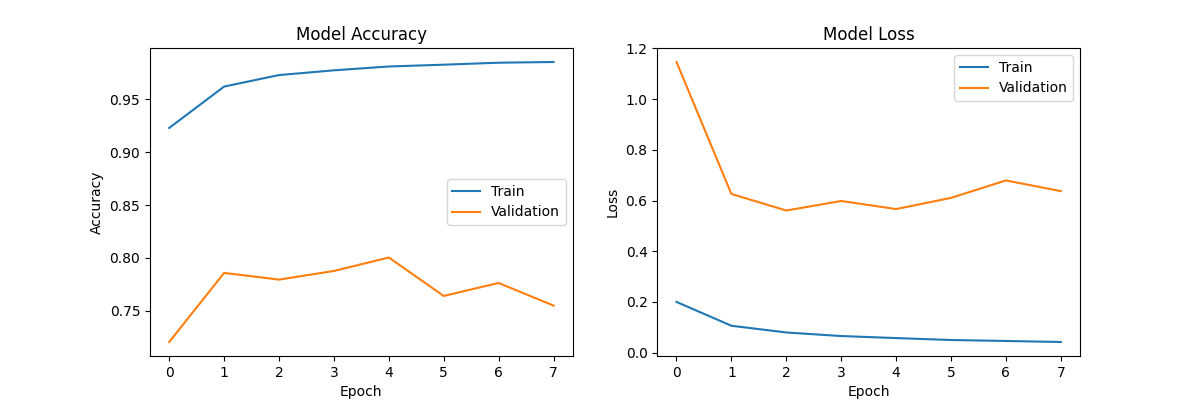 Model Accuracy
0.95
0.90
0.85
0.80
0.75
Accuracy
Train
Validation
0 1 2 3 4 5 6 7
Epoch
Model Loss
1.2
1.0
0.8
0.6
0.4
0.2
0.0
Loss
Train
Validation
0 1 2 3 4 5 6 7
Epoch